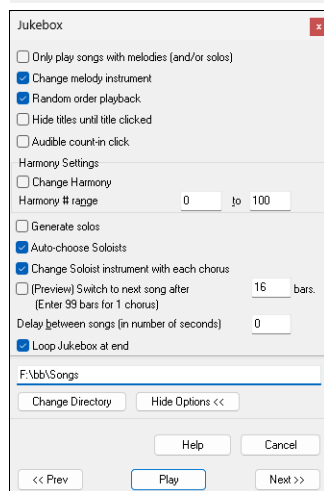 Jukebox
x
Only play songs with melodies (and/or solos)
Change melody instrument
Random order playback
Hide titles until title clicked
Audible count-in click
Harmony Settings
Change Harmony
Harmony # range 0 to 100
Generate solos
Auto-choose Soloists
Change Soloist instrument with each chorus
(Preview) Switch to next song after 16 bars.
(Enter 99 bars for 1 chorus)
Delay between songs (in number of seconds) 0
Loop Jukebox at end
F:\bb\Songs
Change Directory Hide Options <<
Help Cancel
<< Prev Play Next >>